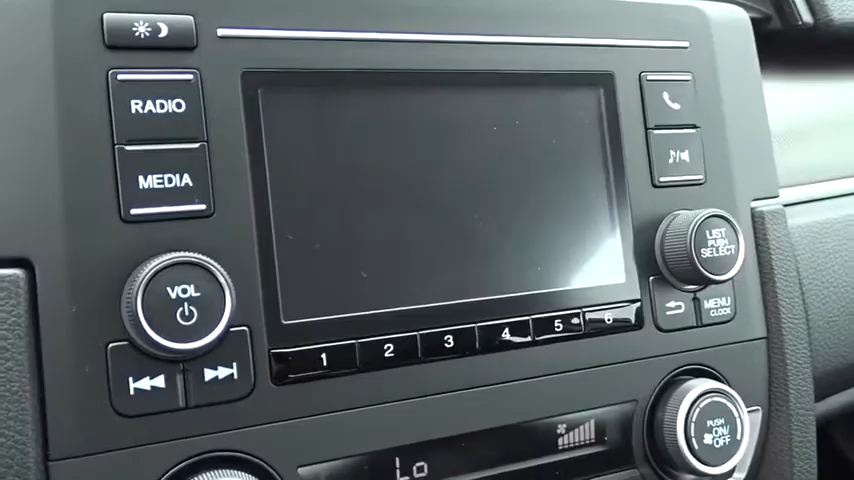 RADIO
MEDIA
VOL
LIST
PUSH
SELECT
MENU
CLOCK
1 2 3 4 5 6
Lo
PUSH
ON/
OFF